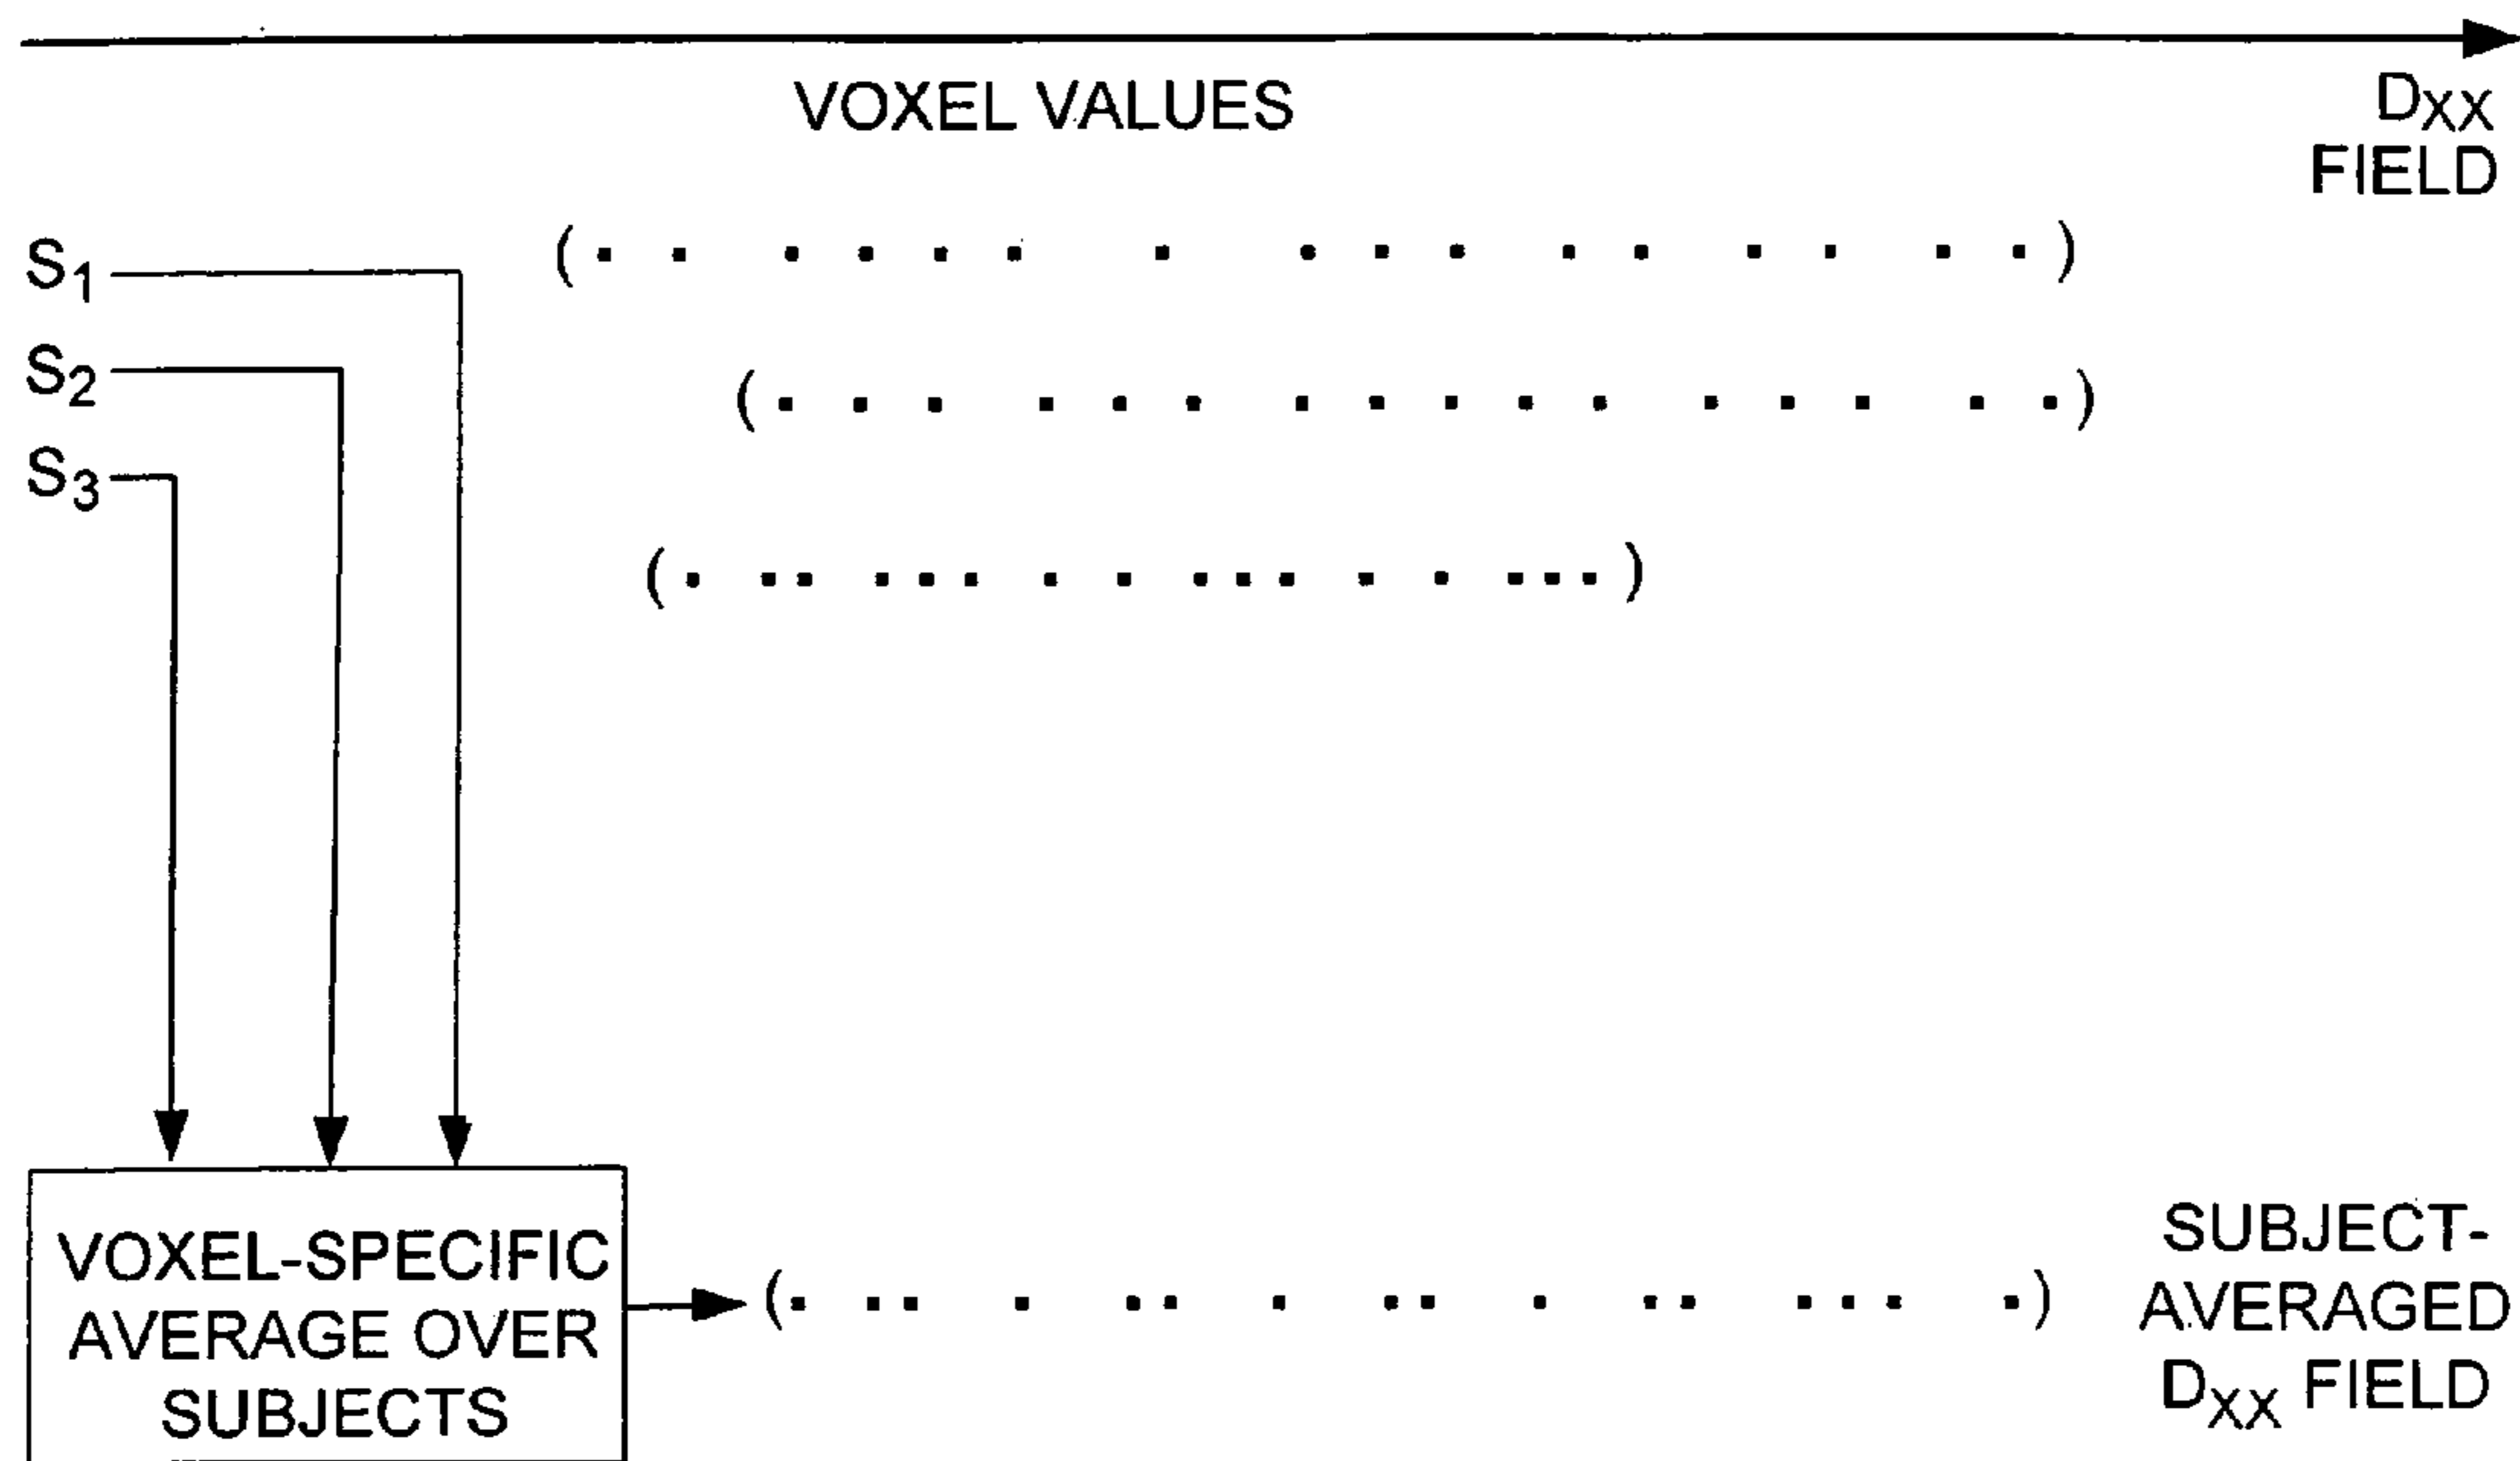 VOXEL VALUES
DXX
FIELD
S1
S2
S3
VOXEL-SPECIFIC
AVERAGE OVER
SUBJECTS
SUBJECT-
AVERAGED
DXX FIELD